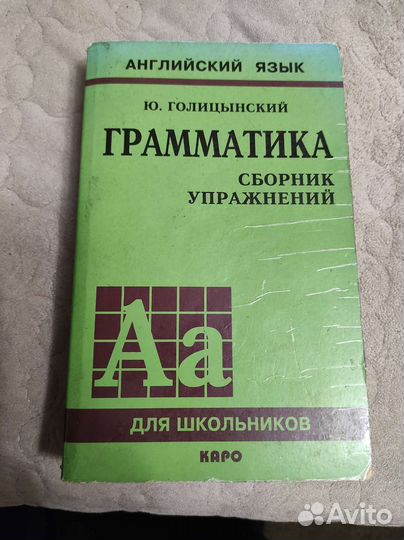 АНГЛИЙСКИЙ ЯЗЫК
Ю. ГОЛИЦЫНСКИЙ
ГРАММАТИКА
СБОРНИК
УПРАЖНЕНИЙ
Aa
ДЛЯ ШКОЛЬНИКОВ
КАРО
Avito